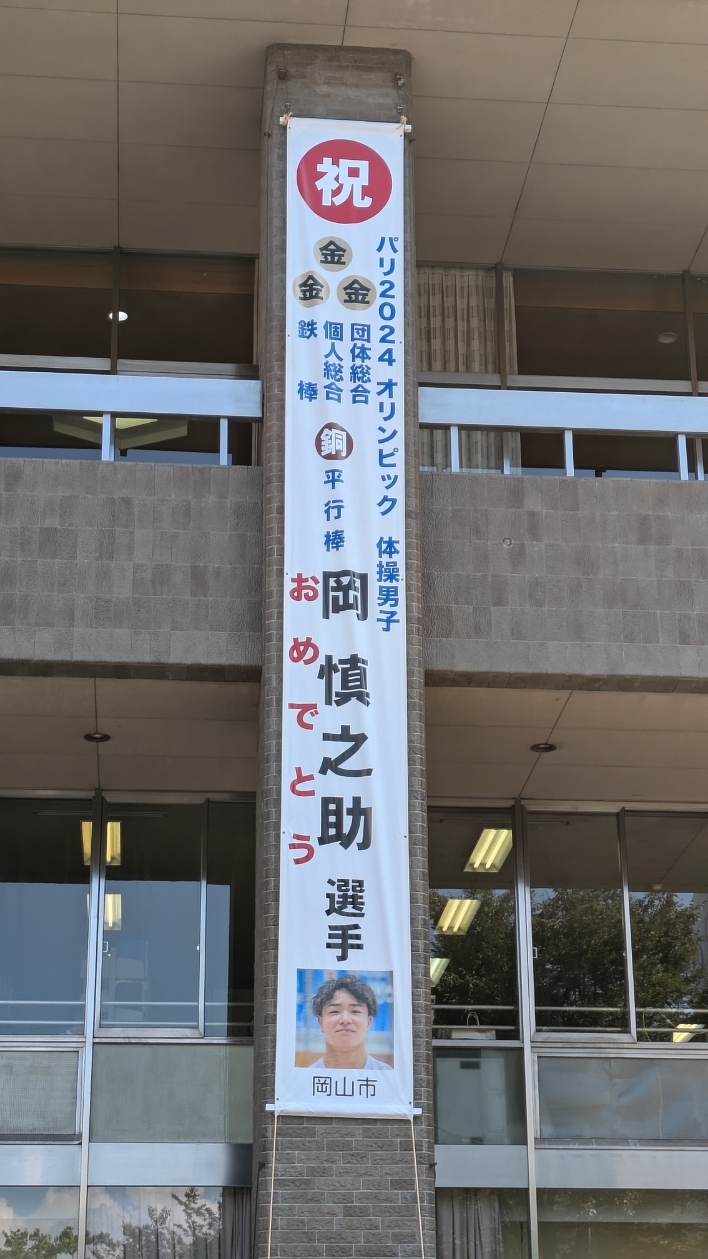 祝
パリ2024 オリンピック 体操男子
金
金
金
団体総合
個人総合
鉄棒
銅
平行棒
岡慎之助選手
おめでとう
岡山市